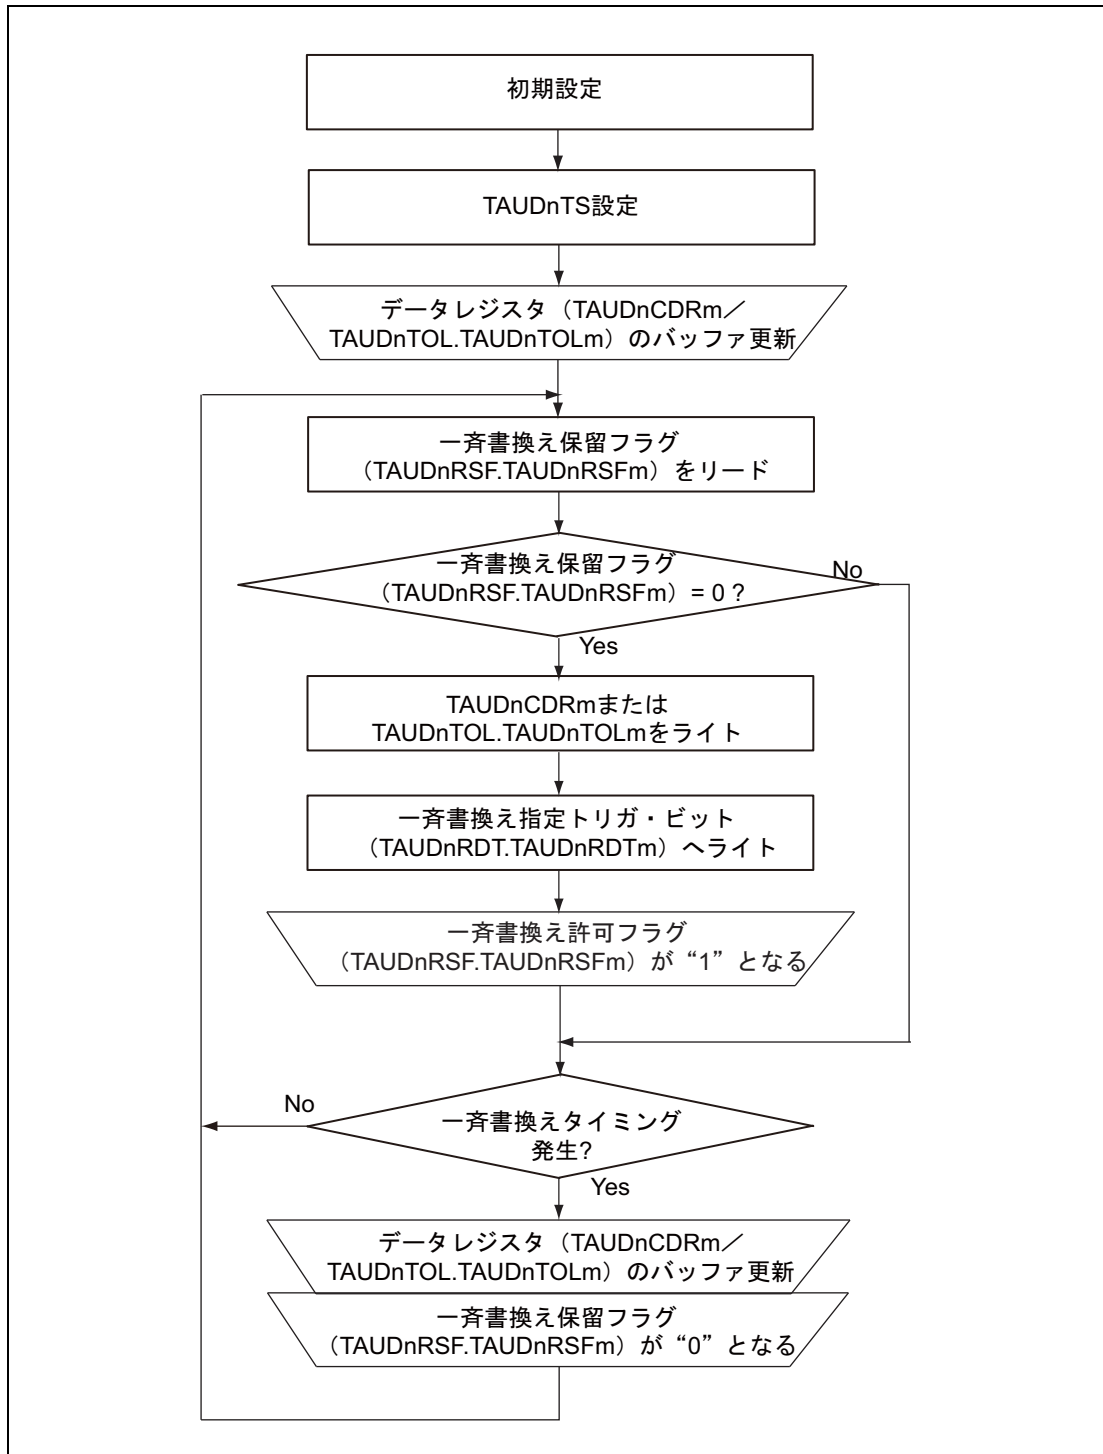 初期設定
TAUDnTS設定
データレジスタ（TAUDnCDRm／
TAUDnTOL.TAUDnTOLm）のバッファ更新
一斉書換え保留フラグ
（TAUDnRSF.TAUDnRSFm）をリード
一斉書換え保留フラグ
（TAUDnRSF.TAUDnRSFm）= 0 ?
No
Yes
TAUDnCDRmまたは
TAUDnTOL.TAUDnTOLmをライト
一斉書換え指定トリガ・ビット
（TAUDnRDT.TAUDnRDTm）へライト
一斉書換え許可フラグ
（TAUDnRSF.TAUDnRSFm）が“1”となる
No
一斉書換えタイミング
発生?
Yes
データレジスタ（TAUDnCDRm／
TAUDnTOL.TAUDnTOLm）のバッファ更新
一斉書換え保留フラグ
（TAUDnRSF.TAUDnRSFm）が“0”となる